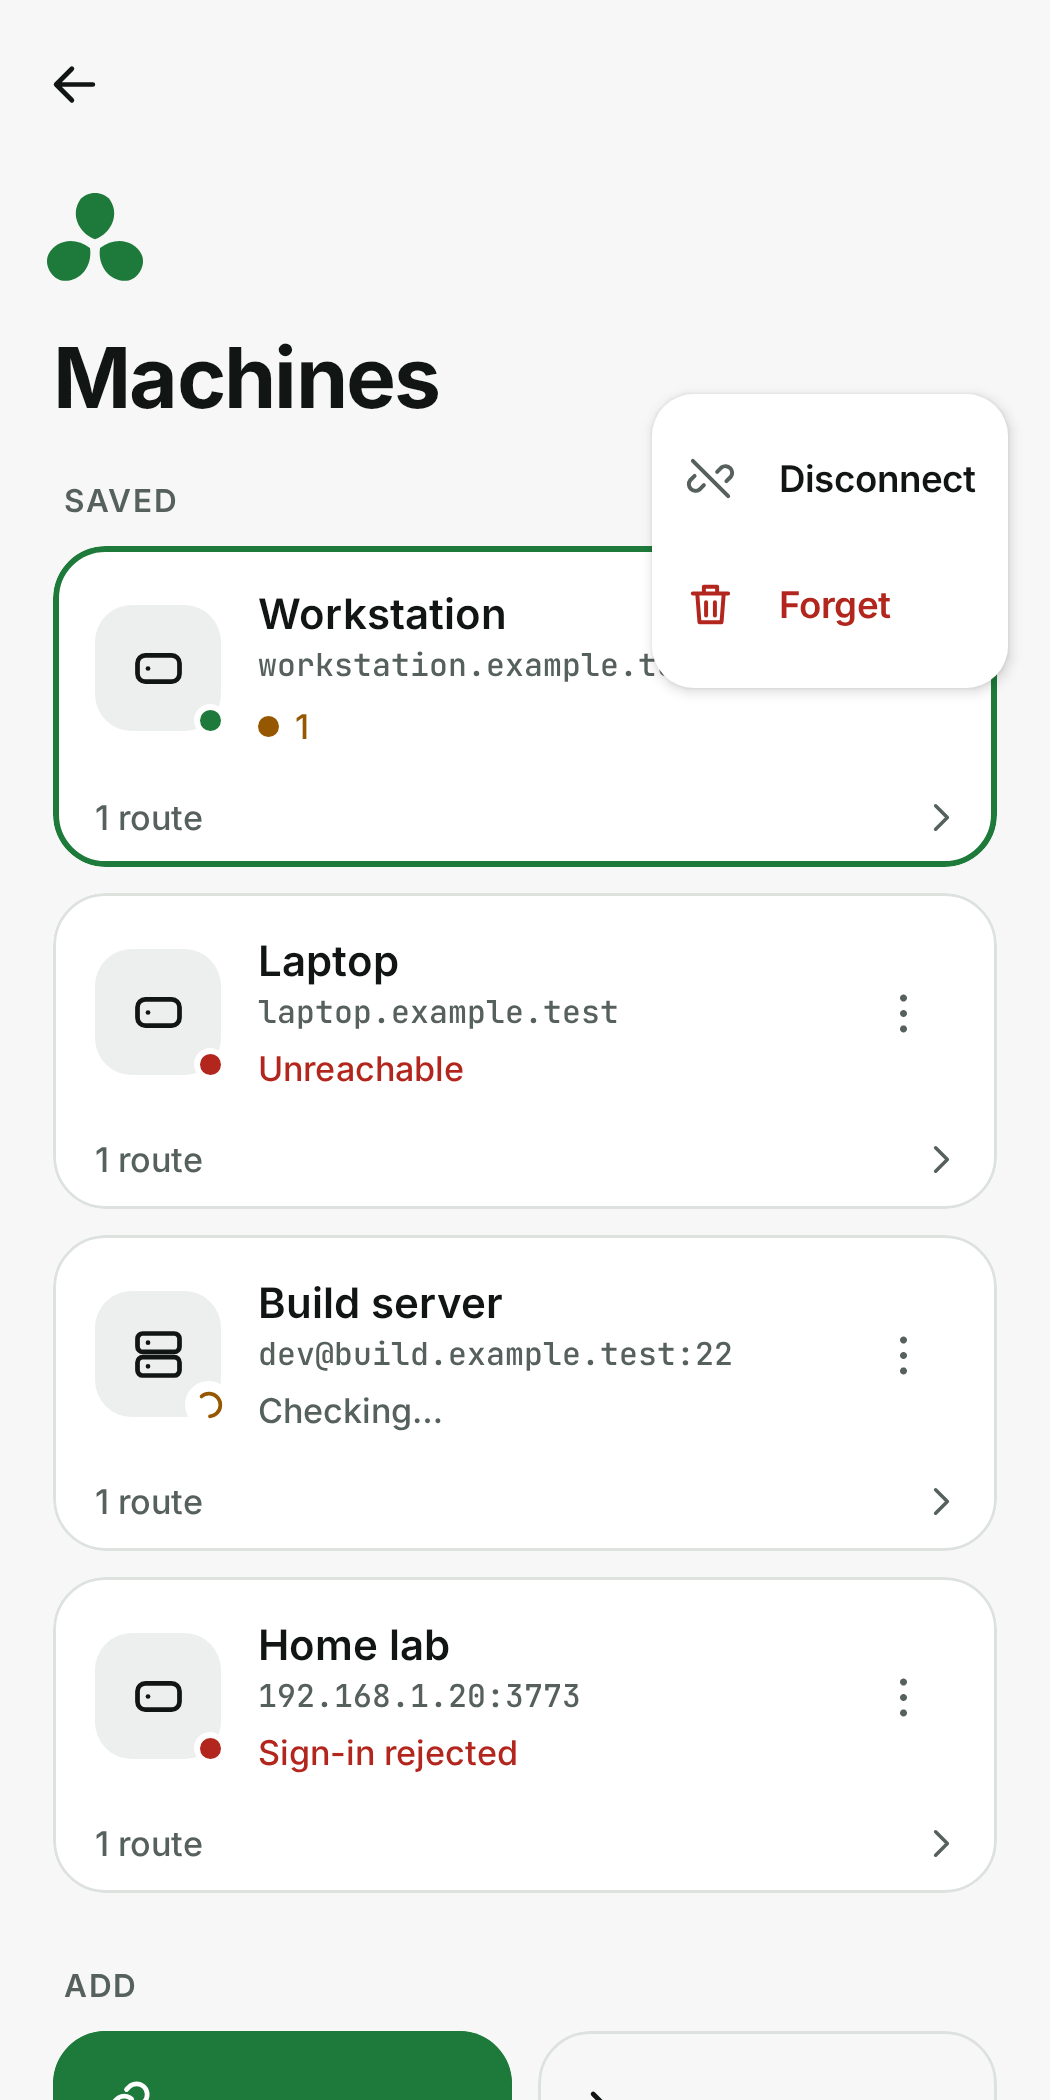 Machines
Disconnect
SAVED
Forget
Workstation
workstation.example.t
1
1 route
Laptop
laptop.example.test
Unreachable
1 route
Build server
dev@build.example.test:22
Checking...
1 route
Home lab
192.168.1.20:3773
Sign-in rejected
1 route
ADD